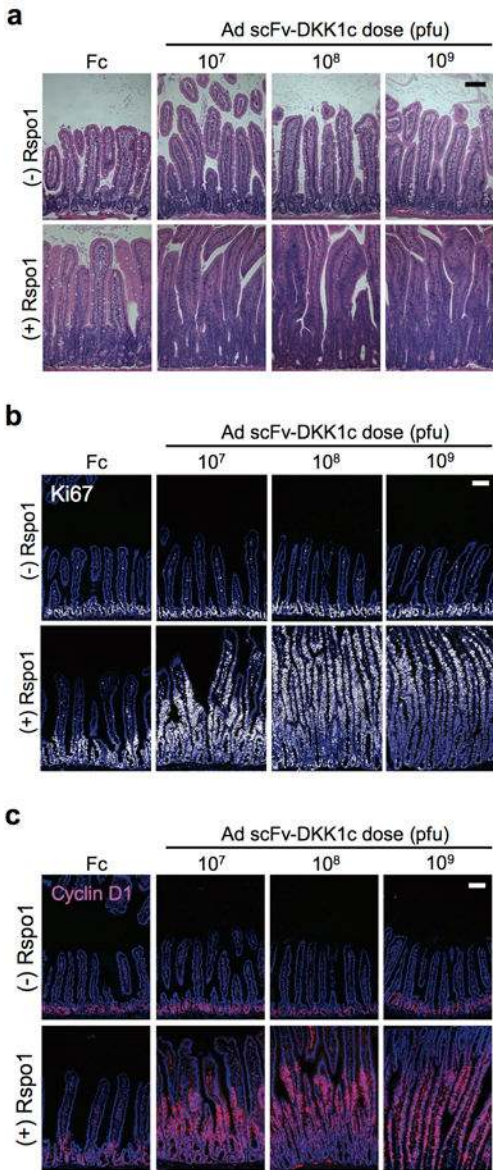 a
Ad scFv-DKK1c dose (pfu)
Fc 10⁷ 10⁸ 10⁹
(-) Rspo1
(+) Rspo1
b
Ad scFv-DKK1c dose (pfu)
Fc 10⁷ 10⁸ 10⁹
Ki67
(-) Rspo1
(+) Rspo1
c
Ad scFv-DKK1c dose (pfu)
Fc 10⁷ 10⁸ 10⁹
Cyclin D1
(-) Rspo1
(+) Rspo1